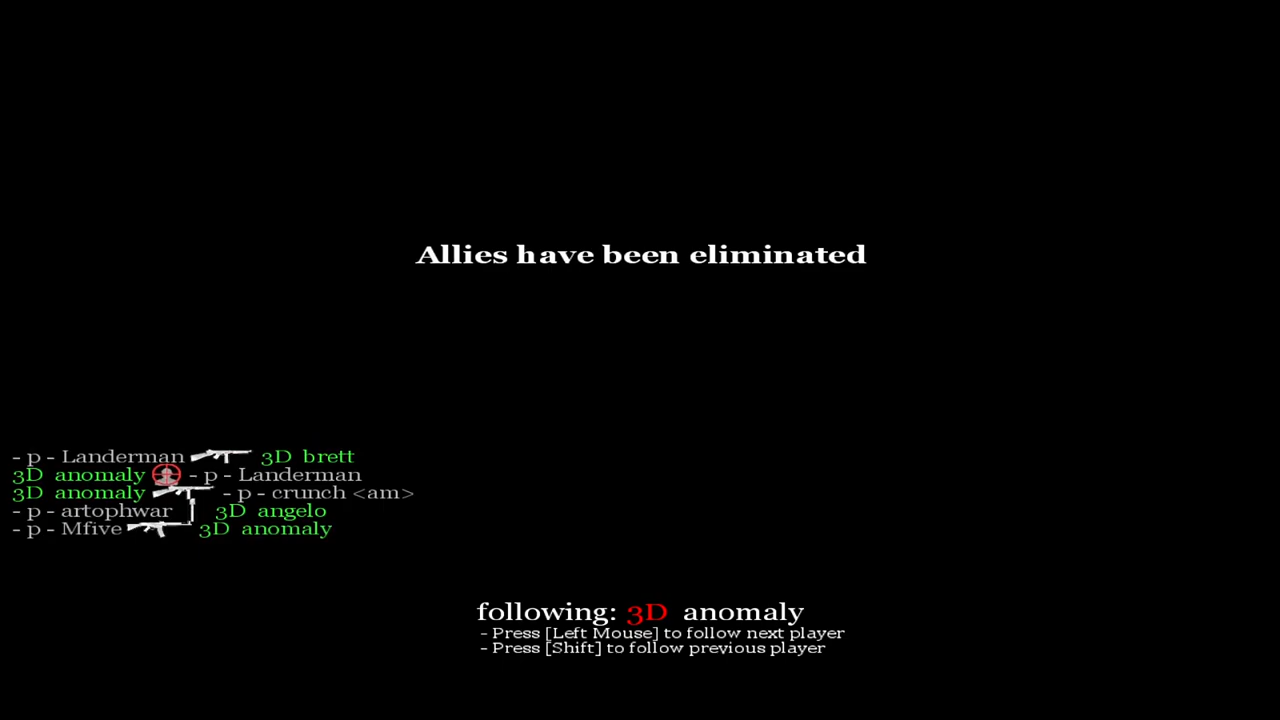 Allies have been eliminated
- p - Landerman 3D brett
3D anomaly - p - Landerman
3D anomaly - p - crunch <am>
- p - artophwar 3D angelo
- p - Mfive 3D anomaly
following: 3D anomaly
- Press [Left Mouse] to follow next player
- Press [Shift] to follow previous player